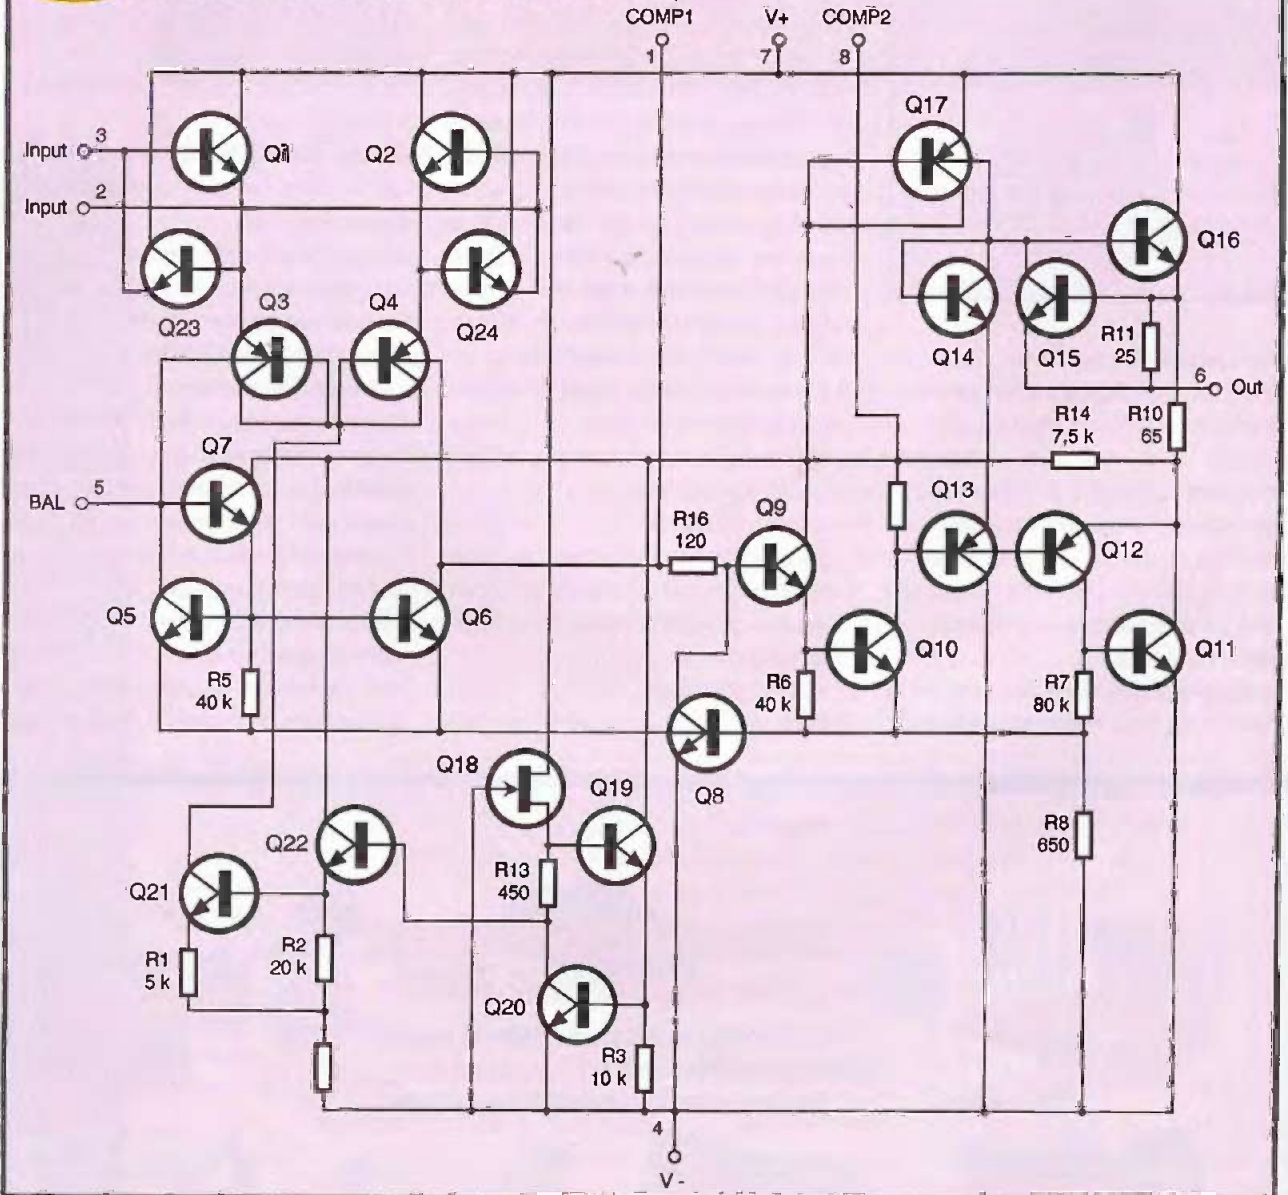 COMP1 V+ COMP2
1 7 8
Q17
Input 3
Q1 Q2
Input 2
Q16
Q3 Q4
Q23 Q24
Q14 Q15
R11
25
6 Out
R14
7,5 k
R10
65
Q7
BAL 5
R16
120
Q9
Q13
Q12
Q5 Q6
Q10 Q11
R5
40 k
R6
40 k
R7
80 k
Q18
Q19
Q8
Q22
R8
650
Q21
R13
450
R1
5 k
R2
20 k
Q20
R3
10 k
4
V-